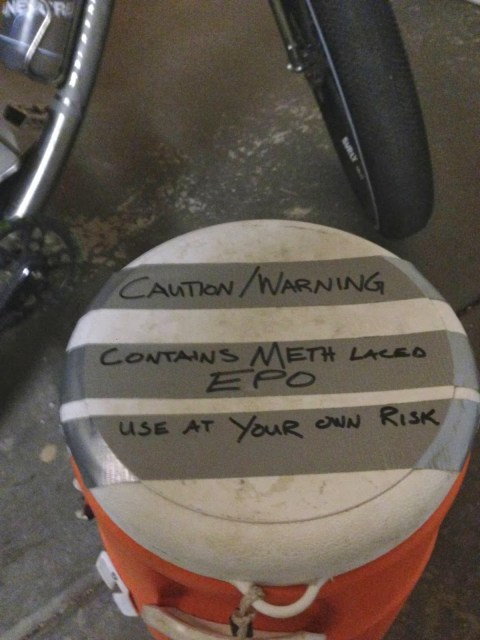 CAUTION/WARNING
CONTAINS METH LACED
EPO
USE AT YOUR OWN RISK